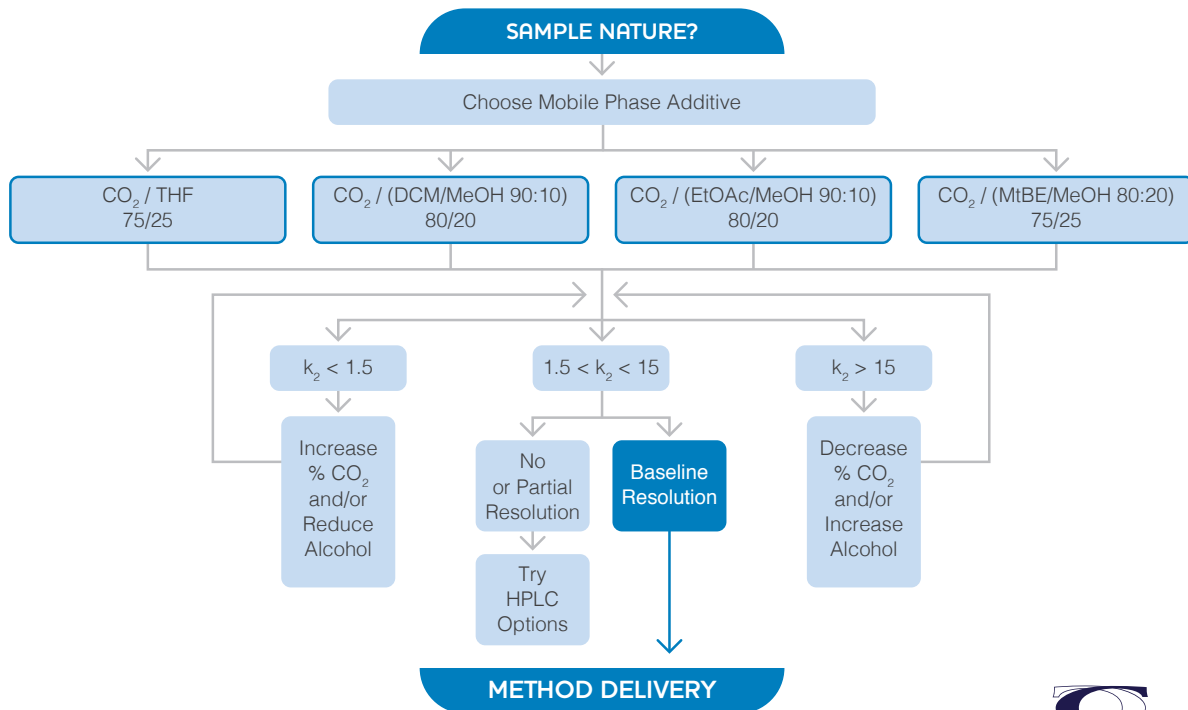 SAMPLE NATURE?
Choose Mobile Phase Additive
CO₂ / THF
75/25
CO₂ / (DCM/MeOH 90:10)
80/20
CO₂ / (EtOAc/MeOH 90:10)
80/20
CO₂ / (MtBE/MeOH 80:20)
75/25
k₂ < 1.5
1.5 < k₂ < 15
k₂ > 15
Increase
% CO₂
and/or
Reduce
Alcohol
No
or Partial
Resolution
Baseline
Resolution
Decrease
% CO₂
and/or
Increase
Alcohol
Try
HPLC
Options
METHOD DELIVERY